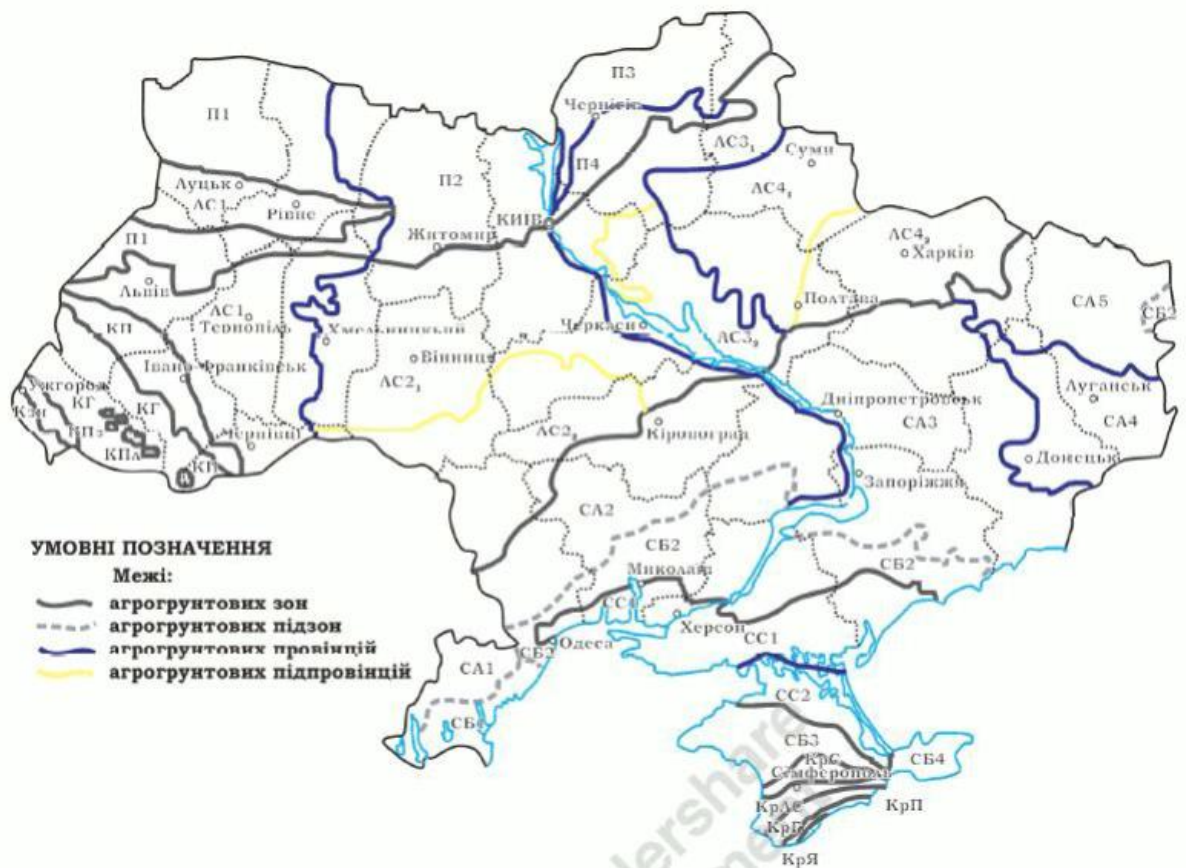 П3
Чернігів
П1
АС3₁
Суми
П4
П2
АС4₁
Луцьк
АС1
Рівне
КИЇВ
АС4₂
П1
Житомир
Харків
Львів
СА5
АС1
Полтава
СБ2
КП
Тернопіль
Хмельницький
Черкаси
АС3₂
Івано-Франківськ
Вінниця
Ужгород
АС2₁
Луганськ
КГ
КГ
Дніпропетровськ
СА3
СА4
АС2₂
Кіровоград
Чернівці
КП
Донецьк
Запоріжжя
СА2
УМОВНІ ПОЗНАЧЕННЯ
СБ2
Межі:
Миколаїв
СБ2
агрогрунтових зон
агрогрунтових підзон
Херсон
агрогрунтових провінцій
Одеса
СС1
агрогрунтових підпровінцій
СА1
СС2
СБ3
КрС
СБ4
Сімферополь
КрП
КрЯ